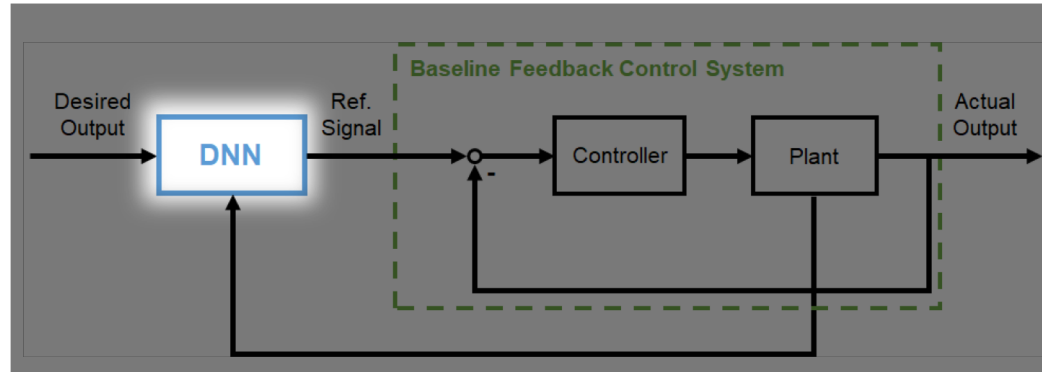 Baseline Feedback Control System
Desired
Output
DNN
Ref.
Signal
-
Controller
Plant
Actual
Output